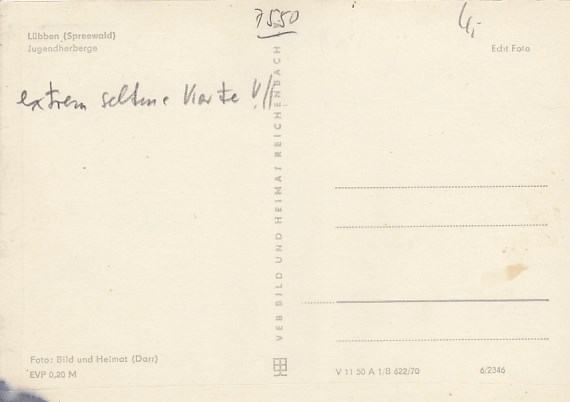 7550
4,-
Lübben (Spreewald)
Jugendherberge
Echt Foto
extrem seltene Karte !!!
VEB BILD UND HEIMAT REICHENBACH
Foto: Bild und Heimat (Darr)
EVP 0,20 M
V 11 50 A 1/B 622/70
6/2346